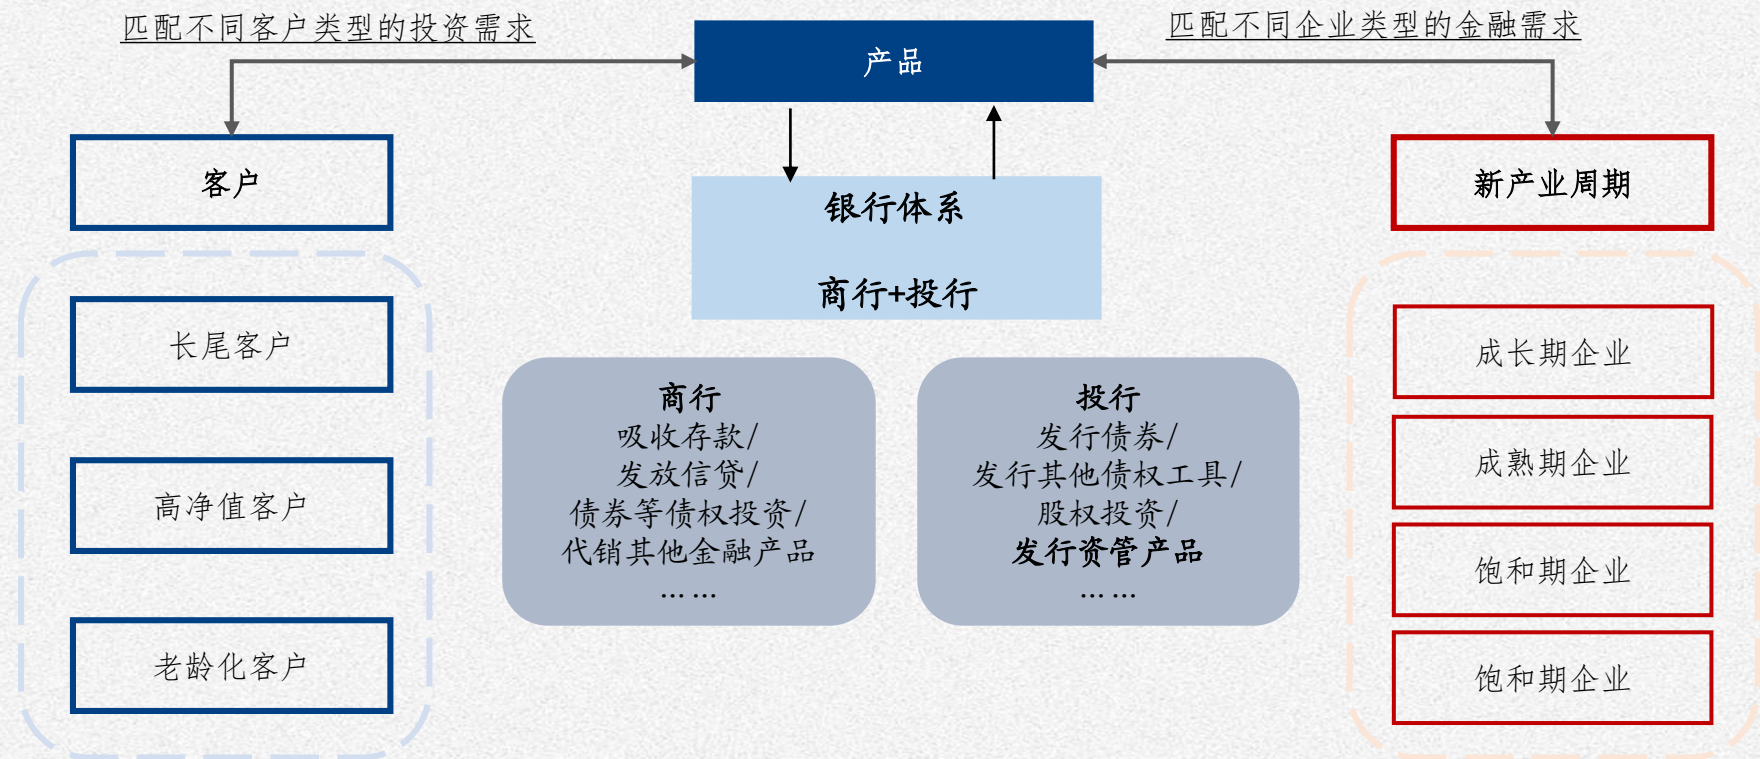 匹配不同客户类型的投资需求
产品
匹配不同企业类型的金融需求
客户
新产业周期
银行体系
商行+投行
长尾客户
高净值客户
老龄化客户
商行
吸收存款/
发放信贷/
债券等债权投资/
代销其他金融产品
... ...
投行
发行债券/
发行其他债权工具/
股权投资/
发行资管产品
... ...
成长期企业
成熟期企业
饱和期企业
饱和期企业